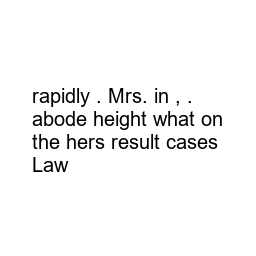 rapidly . Mrs. in , .
abode height what on
the hers result cases
Law